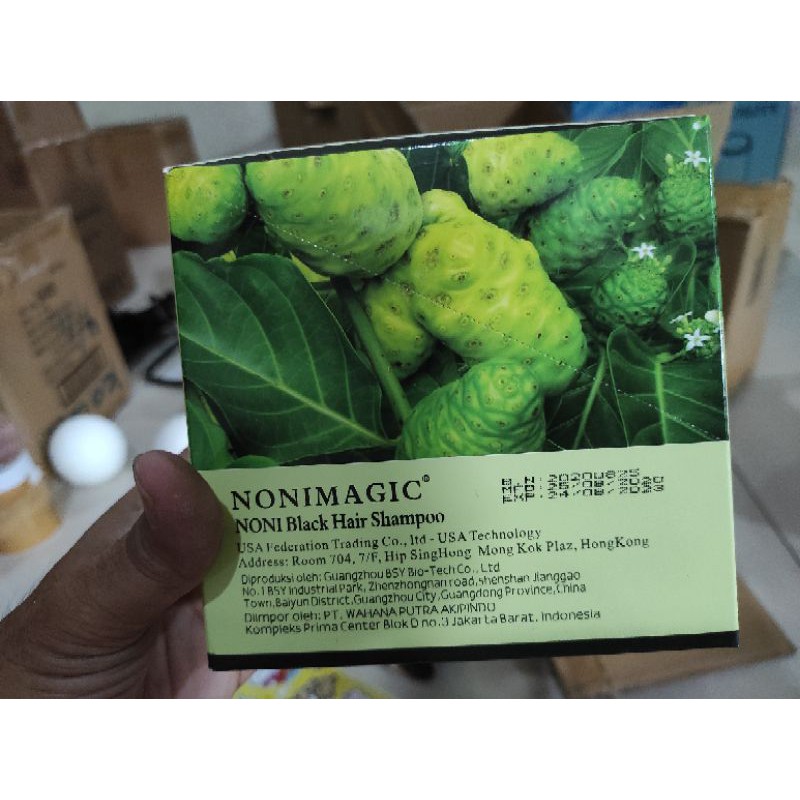 NONIMAGIC®
NONI Black Hair Shampoo
USA Federation Trading Co., ltd - USA Technology
Address: Room 704, 7/F, Hip SingHong Mong Kok Plaz, HongKong
Diproduksi oleh: Guangzhou BSY Bio-Tech Co., Ltd
No.1 BSY Industrial Park, Zhenzhongnan road, shenshan Jianggao
Town, Baiyun District, Guangzhou City, Guangdong Province, China
Diimpor oleh: PT. WAHANA PUTRA AKIPINDO
Kompleks Prima Center Blok D no.3 Jakarta Barat, Indonesia